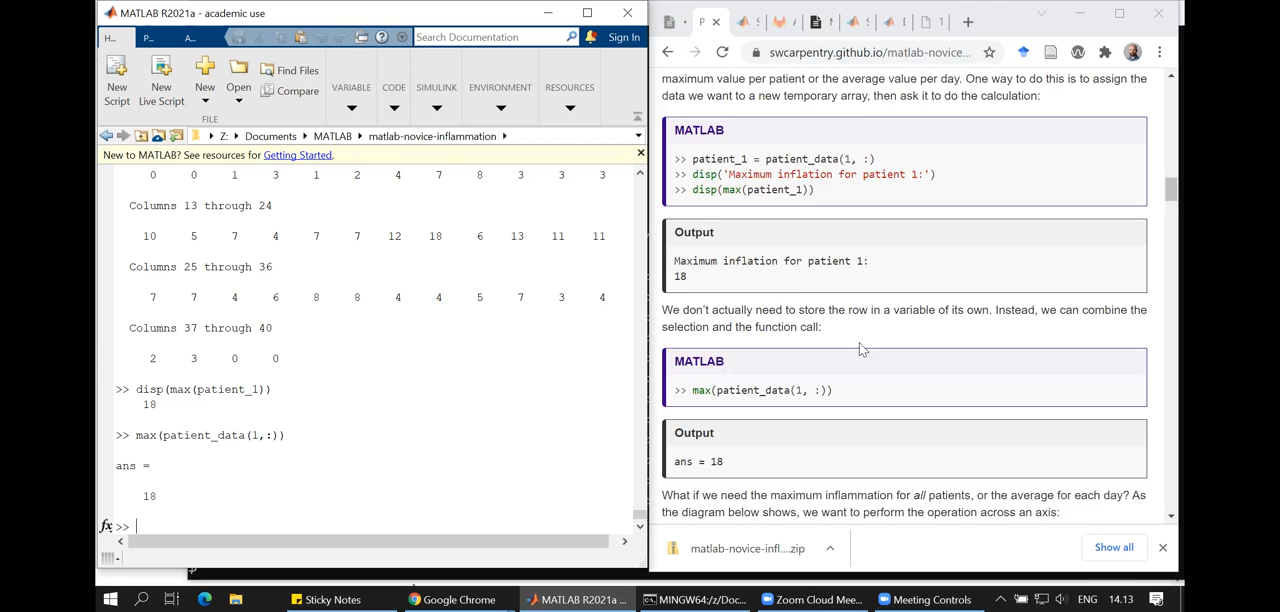 MATLAB R2021a - academic use
H...
P...
A...
Search Documentation
Sign In
New
Script
New
Live Script
New
Open
Find Files
Compare
VARIABLE
CODE
SIMULINK
ENVIRONMENT
RESOURCES
FILE
Z:
Documents
MATLAB
matlab-novice-inflammation
New to MATLAB? See resources for Getting Started.
0 0 1 3 1 2 4 7 8 3 3 3
Columns 13 through 24
10 5 7 4 7 7 12 18 6 13 11 11
Columns 25 through 36
7 7 4 6 8 8 4 4 5 7 3 4
Columns 37 through 40
2 3 0 0
>> disp(max(patient_1))
18
>> max(patient_data(1,:))
ans =
18
fx >>
P
swcarpentry.github.io/matlab-novice...
maximum value per patient or the average value per day. One way to do this is to assign the
data we want to a new temporary array, then ask it to do the calculation:
MATLAB
>> patient_1 = patient_data(1, :)
>> disp('Maximum inflation for patient 1:')
>> disp(max(patient_1))
Output
Maximum inflation for patient 1:
18
We don't actually need to store the row in a variable of its own. Instead, we can combine the
selection and the function call:
MATLAB
>> max(patient_data(1, :))
Output
ans = 18
What if we need the maximum inflammation for all patients, or the average for each day? As
the diagram below shows, we want to perform the operation across an axis:
matlab-novice-infl....zip
Show all
Sticky Notes
Google Chrome
MATLAB R2021a ...
MINGW64:/z/Doc...
Zoom Cloud Mee...
Meeting Controls
ENG
14.13